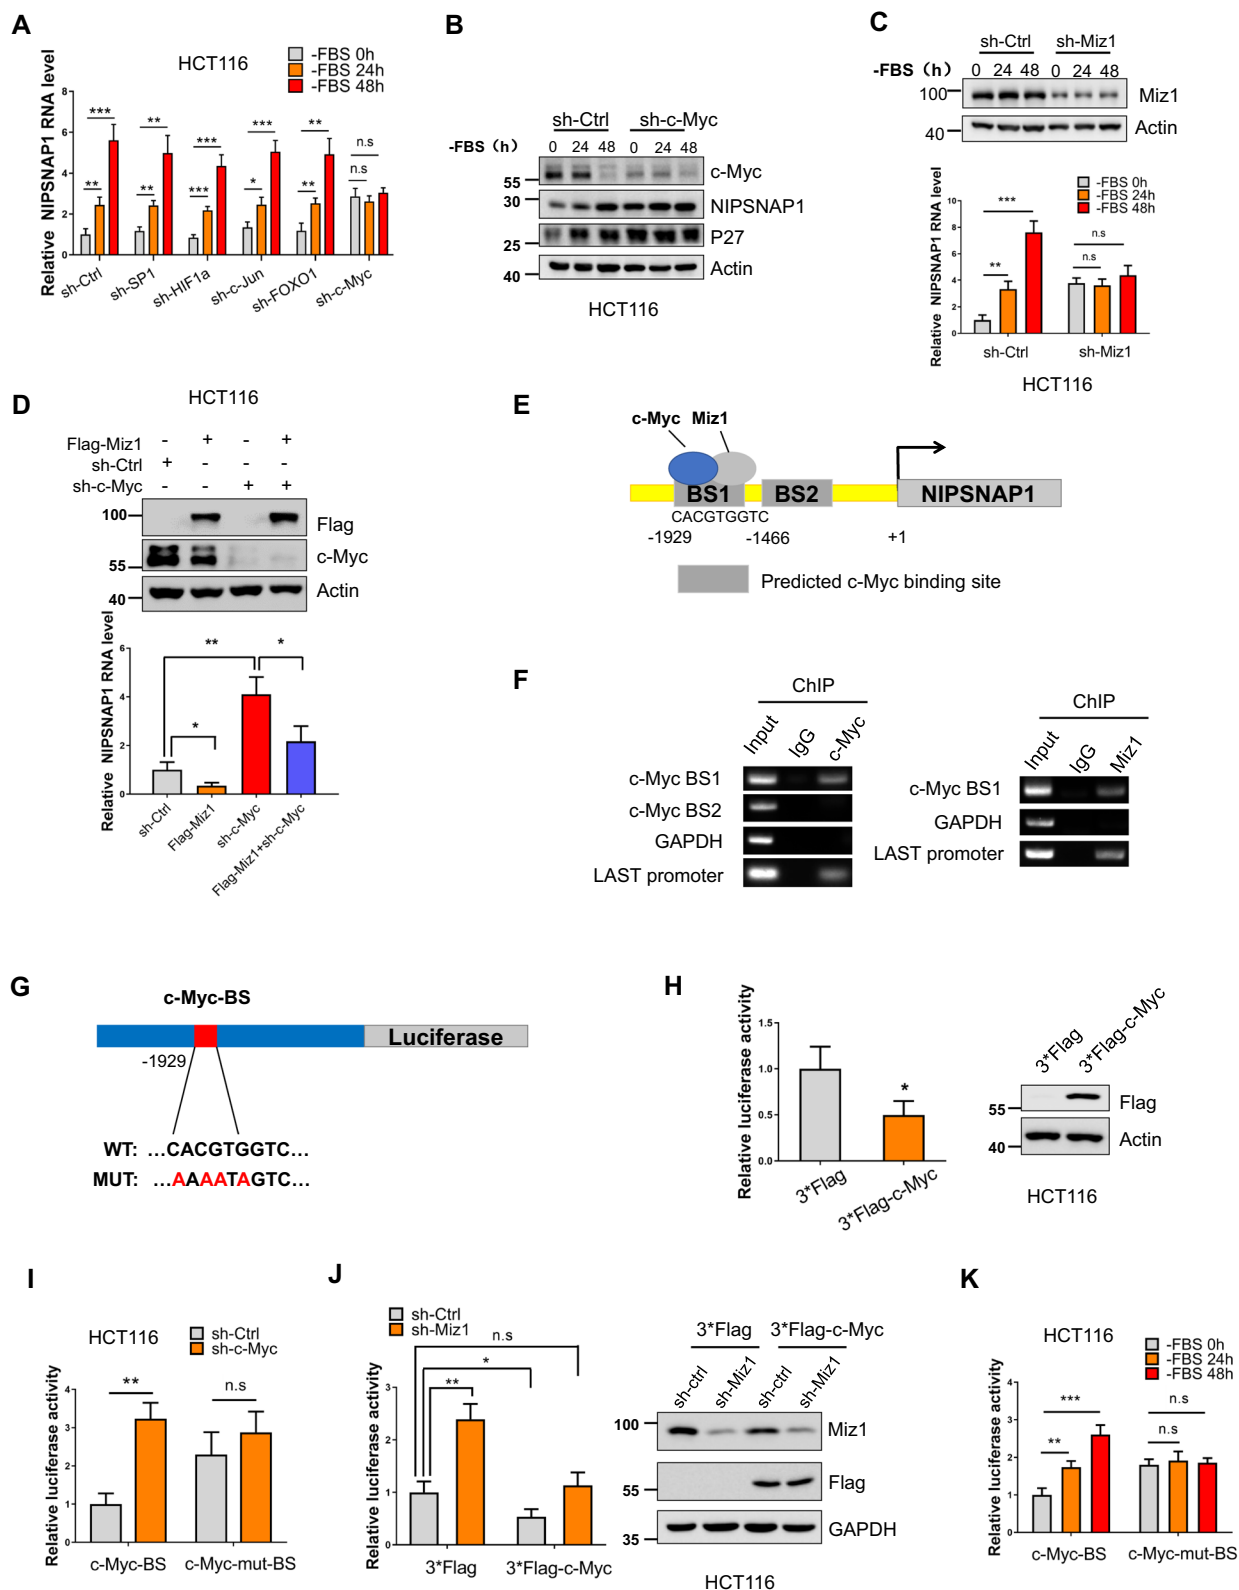 A
HCT116
-FBS 0h
-FBS 24h
-FBS 48h
Relative NIPSNAP1 RNA level
8
6
4
2
0
*** ** *** *** ** n.s
** ** *** * ** n.s
sh-Ctrl sh-SP1 sh-HIF1a sh-c-Jun sh-FOXO1 sh-c-Myc
B
sh-Ctrl sh-c-Myc
-FBS (h) 0 24 48 0 24 48
55 c-Myc
30 NIPSNAP1
25 P27
40 Actin
HCT116
C
sh-Ctrl sh-Miz1
-FBS (h) 0 24 48 0 24 48
100 Miz1
40 Actin
-FBS 0h
-FBS 24h
-FBS 48h
Relative NIPSNAP1 RNA level
10
8
6
4
2
0
*** n.s
** n.s
sh-Ctrl sh-Miz1
HCT116
D
HCT116
Flag-Miz1 - + - +
sh-Ctrl + - - -
sh-c-Myc - - + +
100 Flag
55 c-Myc
40 Actin
Relative NIPSNAP1 RNA level
6
4
2
0
** *
*
sh-Ctrl Flag-Miz1 sh-c-Myc Flag-Miz1+sh-c-Myc
E
c-Myc Miz1
BS1 BS2 NIPSNAP1
CACGTGGTC
-1929 -1466 +1
Predicted c-Myc binding site
F
ChIP
Input IgG c-Myc
c-Myc BS1
c-Myc BS2
GAPDH
LAST promoter
ChIP
Input IgG Miz1
c-Myc BS1
GAPDH
LAST promoter
G
c-Myc-BS
Luciferase
-1929
WT: ...CACGTGGTC...
MUT: ...AAAATAGTC...
H
Relative luciferase activity
1.5
1.0
0.5
0.0
*
3*Flag 3*Flag-c-Myc
3*Flag 3*Flag-c-Myc
55 Flag
40 Actin
HCT116
I
HCT116
sh-Ctrl
sh-c-Myc
Relative luciferase activity
4
3
2
1
0
** n.s
c-Myc-BS c-Myc-mut-BS
J
sh-Ctrl
sh-Miz1
Relative luciferase activity
3
2
1
0
n.s
*
**
3*Flag 3*Flag-c-Myc
3*Flag 3*Flag-c-Myc
sh-ctrl sh-Miz1 sh-ctrl sh-Miz1
100 Miz1
55 Flag
35 GAPDH
HCT116
K
HCT116
-FBS 0h
-FBS 24h
-FBS 48h
Relative luciferase activity
4
3
2
1
0
*** n.s
** n.s
c-Myc-BS c-Myc-mut-BS